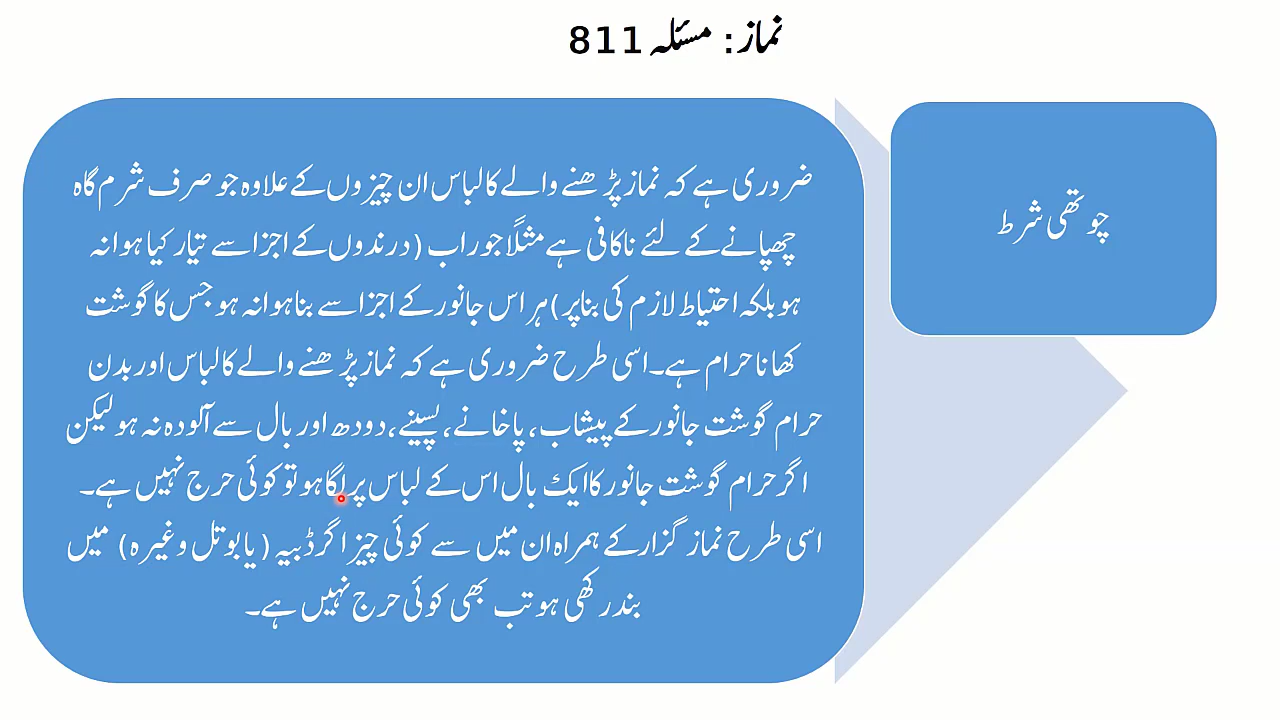 نماز: مسئلہ 811
چوتھی شرط
ضروری ہے کہ نماز پڑھنے والے کا لباس ان چیزوں کے علاوہ جو صرف شرم گاہ
چھپانے کے لئے ناکافی ہے مثلًا جوراب (درندوں کے اجزا سے تیار کیا ہوا نہ
ہو بلکہ احتیاط لازم کی بنا پر) ہر اس جانور کے اجزا سے بنا ہوا نہ ہو جس کا گوشت
کھانا حرام ہے۔ اسی طرح ضروری ہے کہ نماز پڑھنے والے کا لباس اور بدن
حرام گوشت جانور کے پیشاب، پاخانے، پسینے، دودھ اور بال سے آلودہ نہ ہو لیکن
اگر حرام گوشت جانور کا ایک بال اس کے لباس پر لگا ہو تو کوئی حرج نہیں ہے۔
اسی طرح نماز گزار کے ہمراہ ان میں سے کوئی چیز اگر ڈبیہ (یا بوتل وغیرہ) میں
بند رکھی ہو تب بھی کوئی حرج نہیں ہے۔